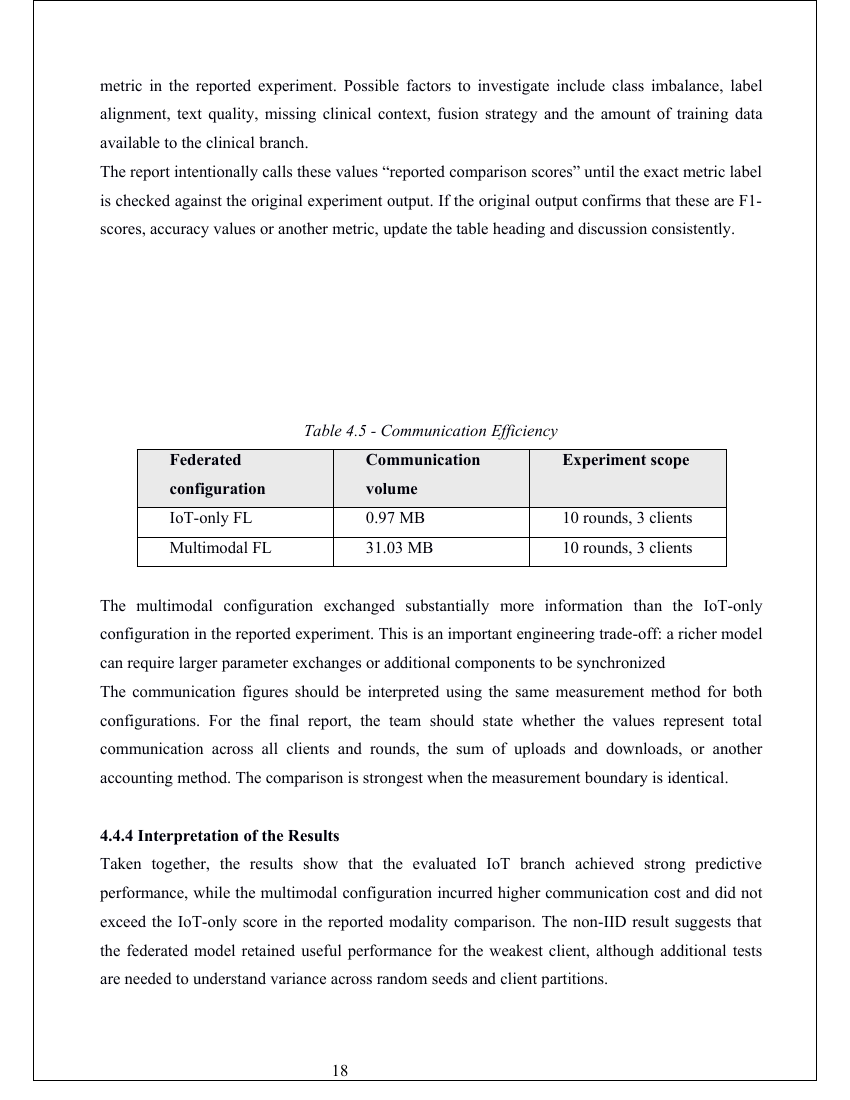 metric in the reported experiment. Possible factors to investigate include class imbalance, label
alignment, text quality, missing clinical context, fusion strategy and the amount of training data
available to the clinical branch.
The report intentionally calls these values “reported comparison scores” until the exact metric label
is checked against the original experiment output. If the original output confirms that these are F1-
scores, accuracy values or another metric, update the table heading and discussion consistently.
Table 4.5 - Communication Efficiency
Federated configuration
Communication volume
Experiment scope
IoT-only FL
0.97 MB
10 rounds, 3 clients
Multimodal FL
31.03 MB
10 rounds, 3 clients
The multimodal configuration exchanged substantially more information than the IoT-only
configuration in the reported experiment. This is an important engineering trade-off: a richer model
can require larger parameter exchanges or additional components to be synchronized
The communication figures should be interpreted using the same measurement method for both
configurations. For the final report, the team should state whether the values represent total
communication across all clients and rounds, the sum of uploads and downloads, or another
accounting method. The comparison is strongest when the measurement boundary is identical.
4.4.4 Interpretation of the Results
Taken together, the results show that the evaluated IoT branch achieved strong predictive
performance, while the multimodal configuration incurred higher communication cost and did not
exceed the IoT-only score in the reported modality comparison. The non-IID result suggests that
the federated model retained useful performance for the weakest client, although additional tests
are needed to understand variance across random seeds and client partitions.
18